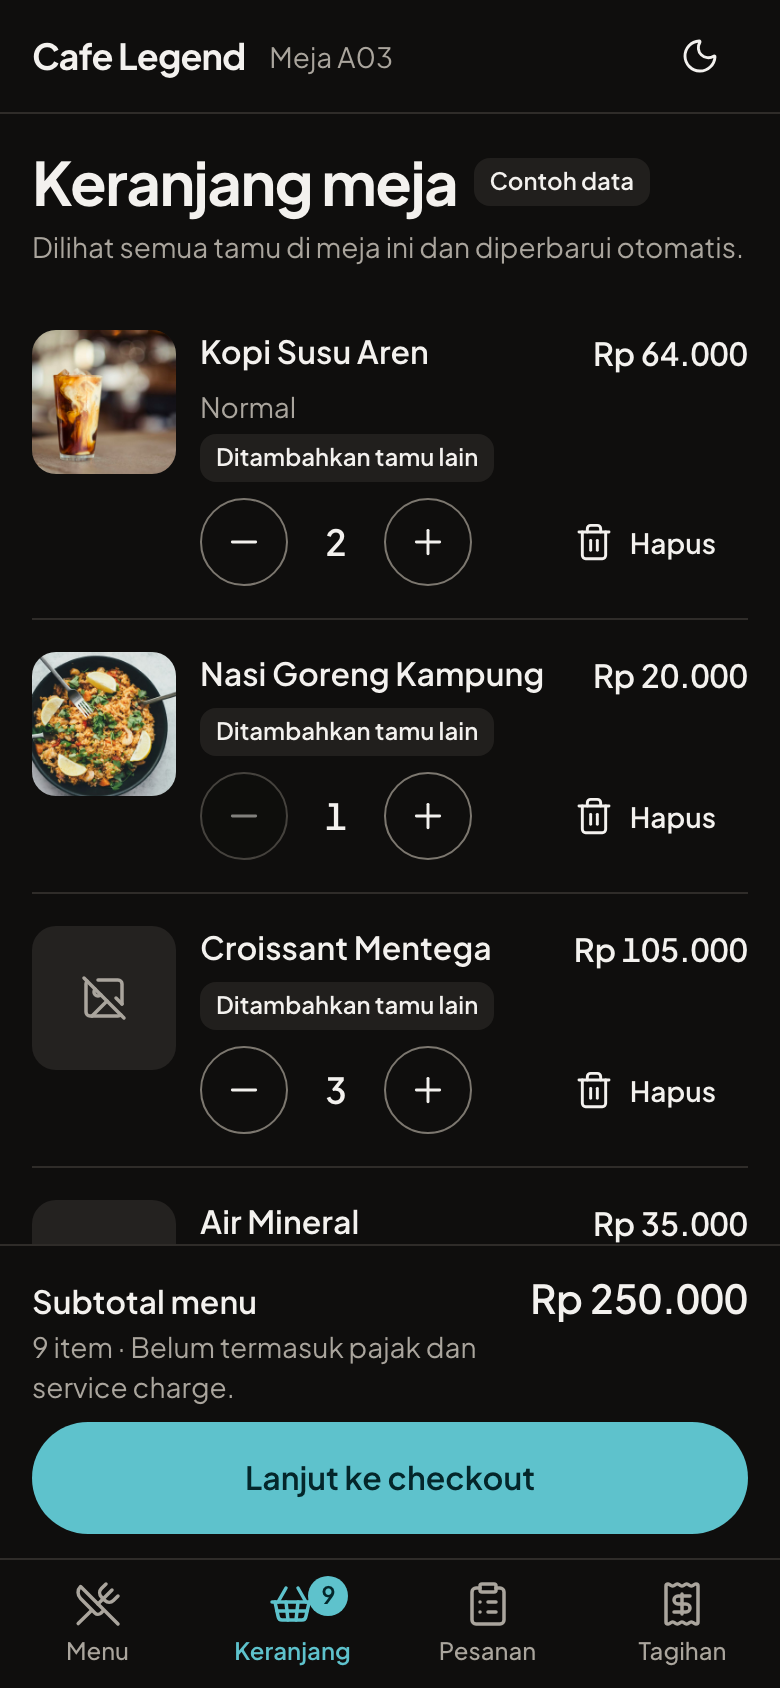 Cafe Legend Meja A03
Keranjang meja Contoh data
Dilihat semua tamu di meja ini dan diperbarui otomatis.
Kopi Susu Aren Rp 64.000
Normal
Ditambahkan tamu lain
2 Hapus
Nasi Goreng Kampung Rp 20.000
Ditambahkan tamu lain
1 Hapus
Croissant Mentega Rp 105.000
Ditambahkan tamu lain
3 Hapus
Air Mineral Rp 35.000
Subtotal menu Rp 250.000
9 item · Belum termasuk pajak dan
service charge.
Lanjut ke checkout
9
Menu Keranjang Pesanan Tagihan